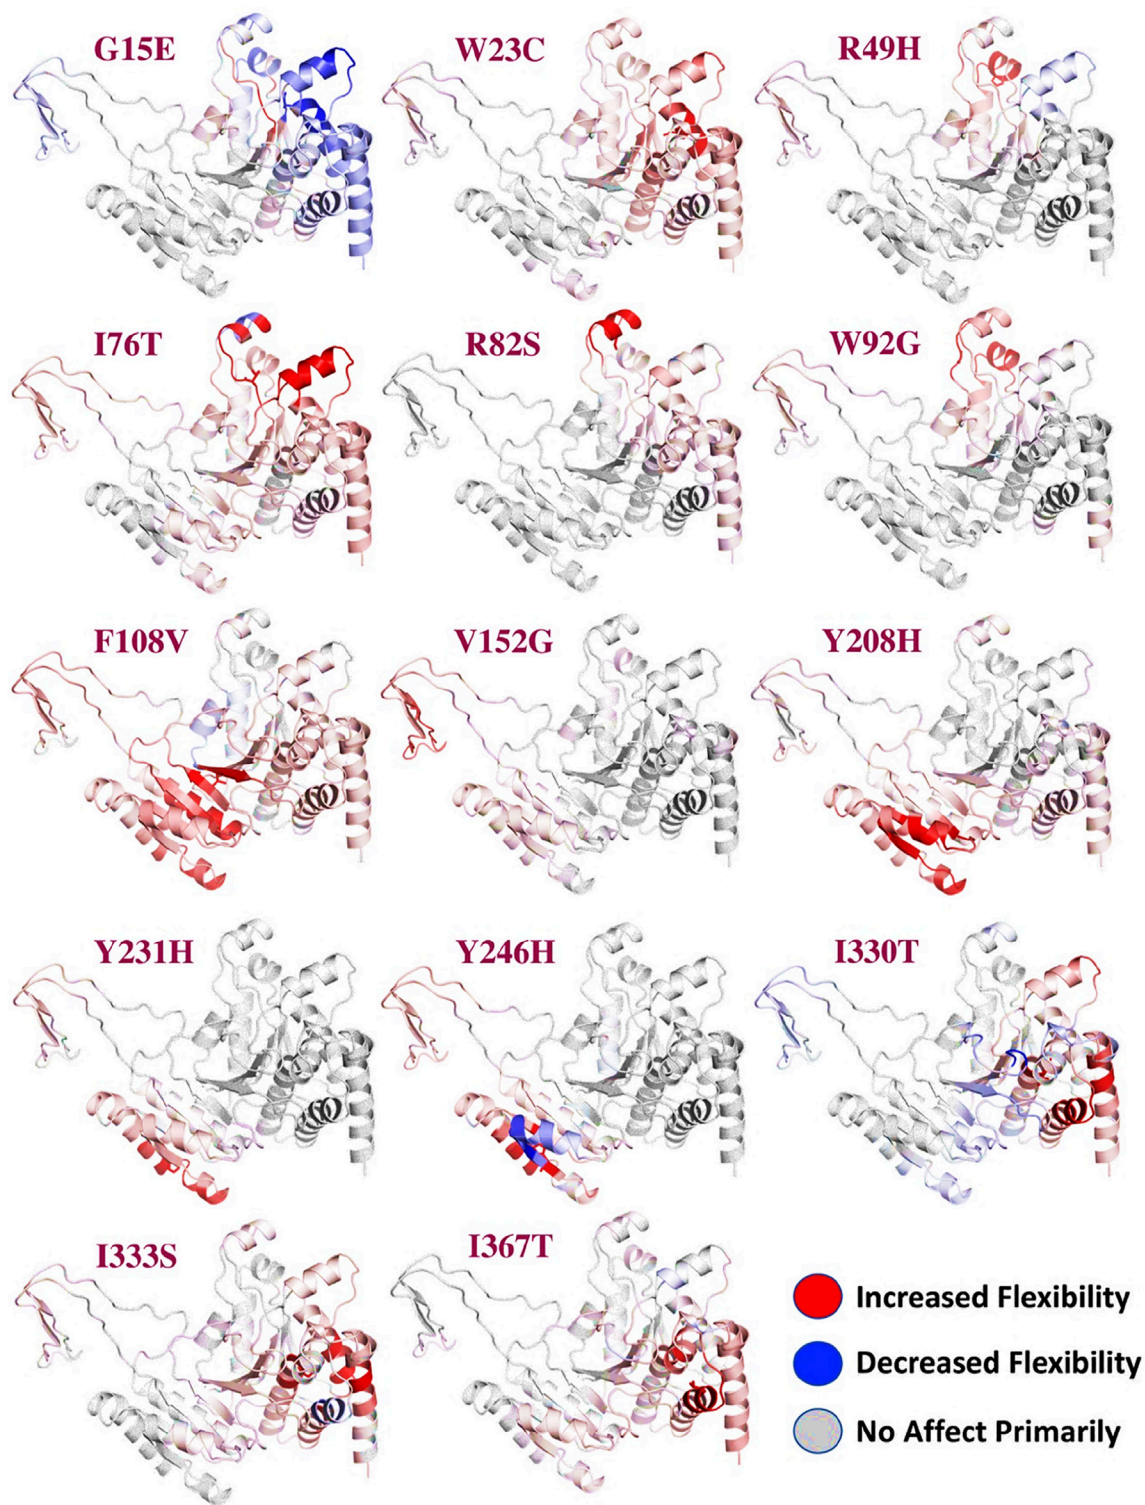 G15E
W23C
R49H
I76T
R82S
W92G
F108V
V152G
Y208H
Y231H
Y246H
I330T
I333S
I367T
Increased Flexibility
Decreased Flexibility
No Affect Primarily